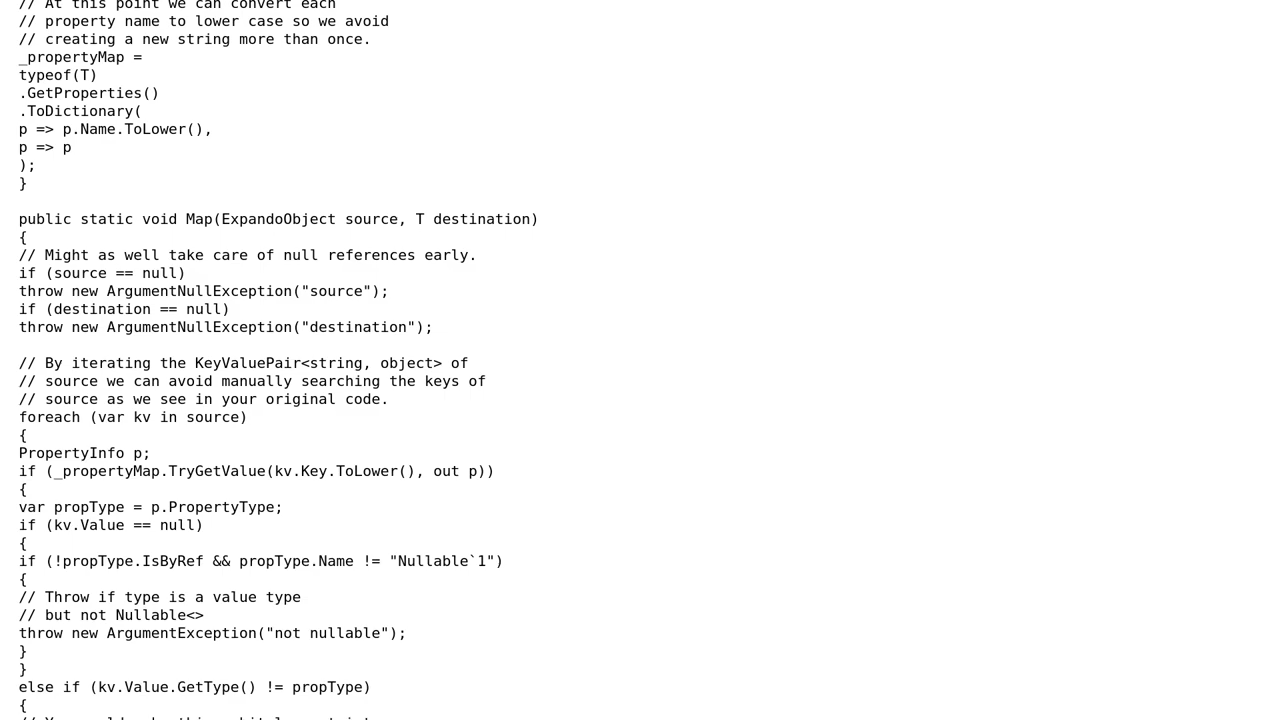 // At this point we can convert each
// property name to lower case so we avoid
// creating a new string more than once.
_propertyMap =
typeof(T)
.GetProperties()
.ToDictionary(
p => p.Name.ToLower(),
p => p
);
}
public static void Map(ExpandoObject source, T destination)
{
// Might as well take care of null references early.
if (source == null)
throw new ArgumentNullException("source");
if (destination == null)
throw new ArgumentNullException("destination");
// By iterating the KeyValuePair<string, object> of
// source we can avoid manually searching the keys of
// source as we see in your original code.
foreach (var kv in source)
{
PropertyInfo p;
if (_propertyMap.TryGetValue(kv.Key.ToLower(), out p))
{
var propType = p.PropertyType;
if (kv.Value == null)
{
if (!propType.IsByRef && propType.Name != "Nullable`1")
{
// Throw if type is a value type
// but not Nullable<>
throw new ArgumentException("not nullable");
}
}
else if (kv.Value.GetType() != propType)
{